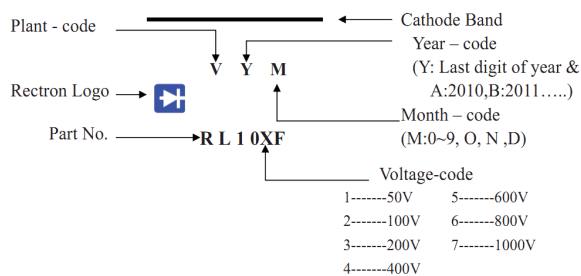 Cathode Band
Plant - code
Year – code
V Y M
(Y: Last digit of year &
A:2010,B:2011…..)
Rectron Logo
Month – code
(M:0~9, O, N ,D)
Part No.
R L 1 0XF
Voltage-code
1-------50V 5-------600V
2-------100V 6-------800V
3-------200V 7-------1000V
4-------400V